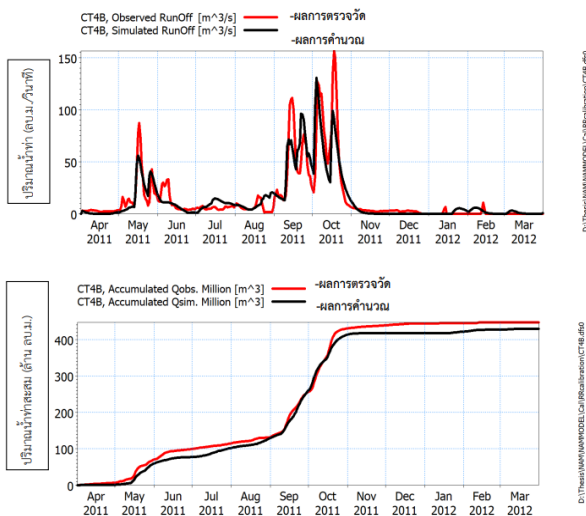 CT4B, Observed RunOff [m^3/s] -ผลการตรวจวัด
CT4B, Simulated RunOff [m^3/s] -ผลการคำนวณ
ปริมาณน้ำท่า (ลบ.ม./วินาที)
150
100
50
0
Apr May Jun Jul Aug Sep Oct Nov Dec Jan Feb Mar
2011 2011 2011 2011 2011 2011 2011 2011 2011 2012 2012 2012
CT4B, Accumulated Qobs. Million [m^3] -ผลการตรวจวัด
CT4B, Accumulated Qsim. Million [m^3] -ผลการคำนวณ
ปริมาณน้ำท่าสะสม (ล้าน ลบ.ม.)
400
300
200
100
0
Apr May Jun Jul Aug Sep Oct Nov Dec Jan Feb Mar
2011 2011 2011 2011 2011 2011 2011 2011 2011 2012 2012 2012